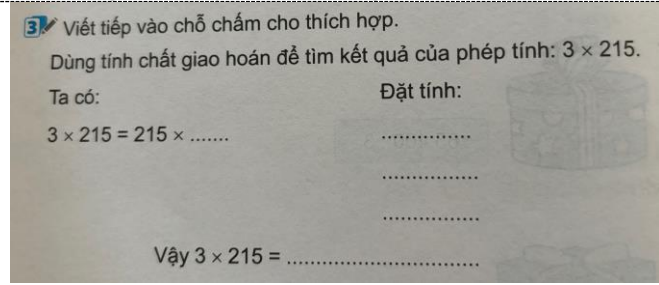 3 Viết tiếp vào chỗ chấm cho thích hợp.
Dùng tính chất giao hoán để tìm kết quả của phép tính: 3 × 215.
Ta có:
Đặt tính:
3 × 215 = 215 × .......
................
................
................
Vậy 3 × 215 = .................................